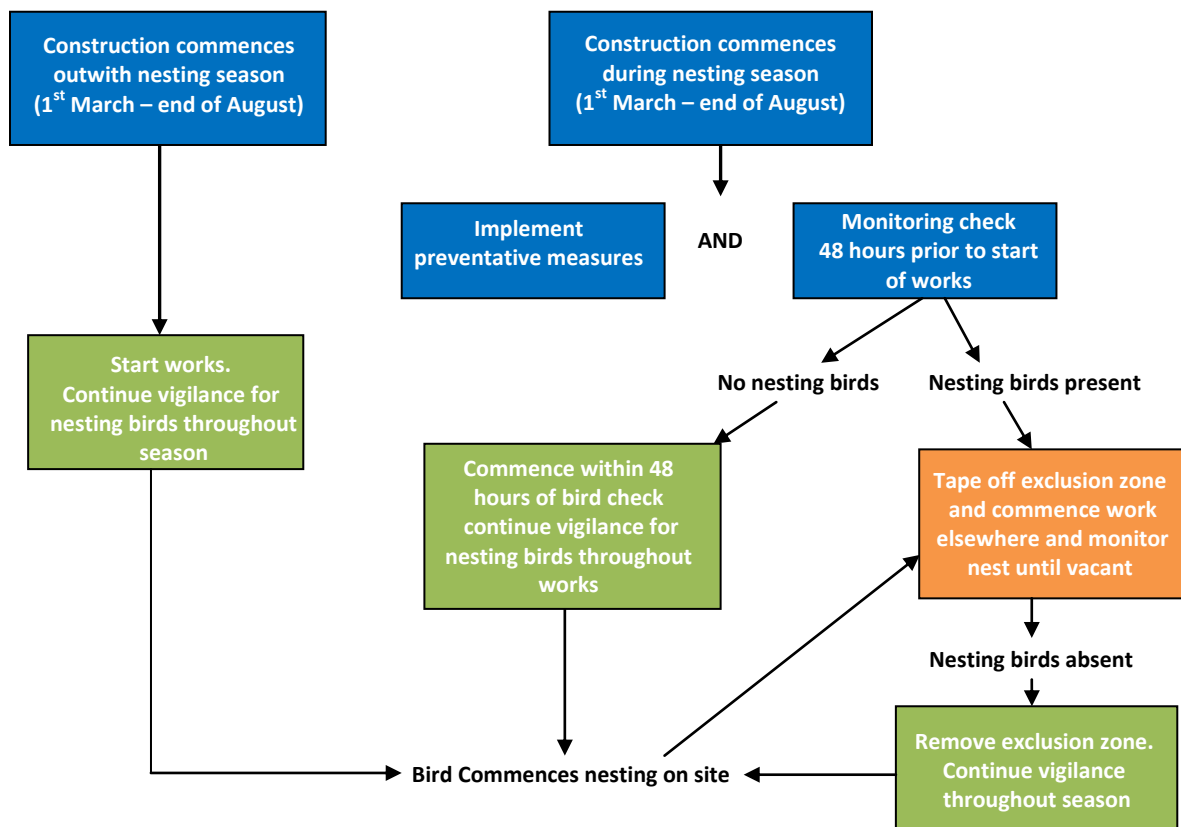 Construction commences
outwith nesting season
(1st March – end of August)
Construction commences
during nesting season
(1st March – end of August)
Implement
preventative measures
AND
Monitoring check
48 hours prior to start
of works
Start works.
Continue vigilance for
nesting birds throughout
season
No nesting birds
Nesting birds present
Commence within 48
hours of bird check
continue vigilance for
nesting birds throughout
works
Tape off exclusion zone
and commence work
elsewhere and monitor
nest until vacant
Nesting birds absent
Remove exclusion zone.
Continue vigilance
throughout season
Bird Commences nesting on site